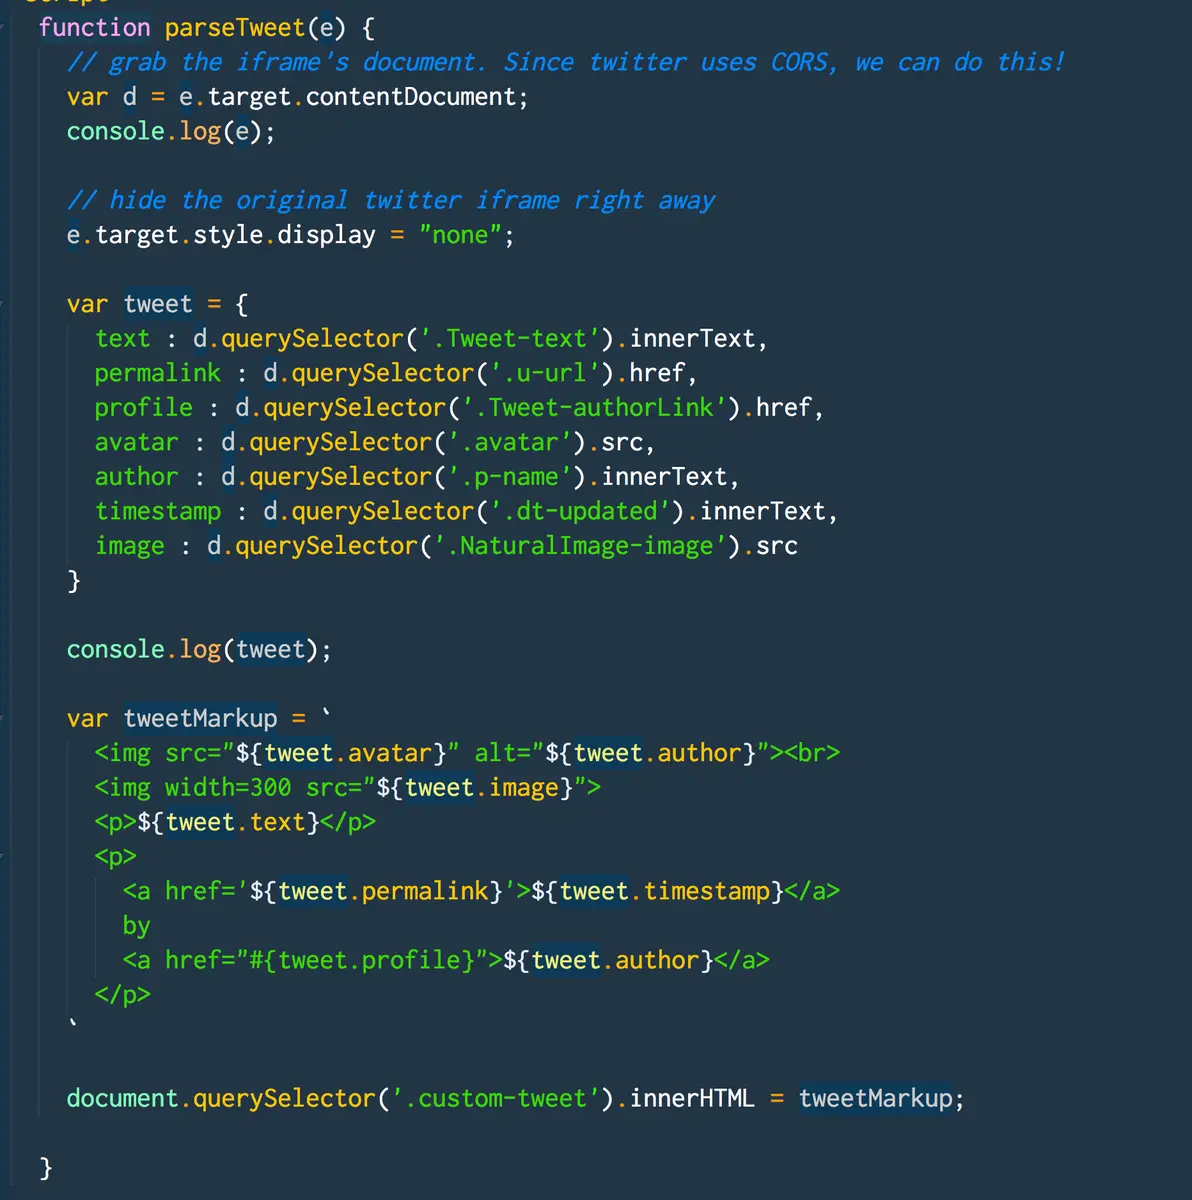 function parseTweet(e) {
// grab the iframe's document. Since twitter uses CORS, we can do this!
var d = e.target.contentDocument;
console.log(e);
// hide the original twitter iframe right away
e.target.style.display = "none";
var tweet = {
text : d.querySelector('.Tweet-text').innerText,
permalink : d.querySelector('.u-url').href,
profile : d.querySelector('.Tweet-authorLink').href,
avatar : d.querySelector('.avatar').src,
author : d.querySelector('.p-name').innerText,
timestamp : d.querySelector('.dt-updated').innerText,
image : d.querySelector('.NaturalImage-image').src
}
console.log(tweet);
var tweetMarkup = `
<img src="${tweet.avatar}" alt="${tweet.author}"><br>
<img width=300 src="${tweet.image}">
<p>${tweet.text}</p>
<p>
<a href='${tweet.permalink}'>${tweet.timestamp}</a>
by
<a href="#{tweet.profile}">${tweet.author}</a>
</p>
`
document.querySelector('.custom-tweet').innerHTML = tweetMarkup;
}